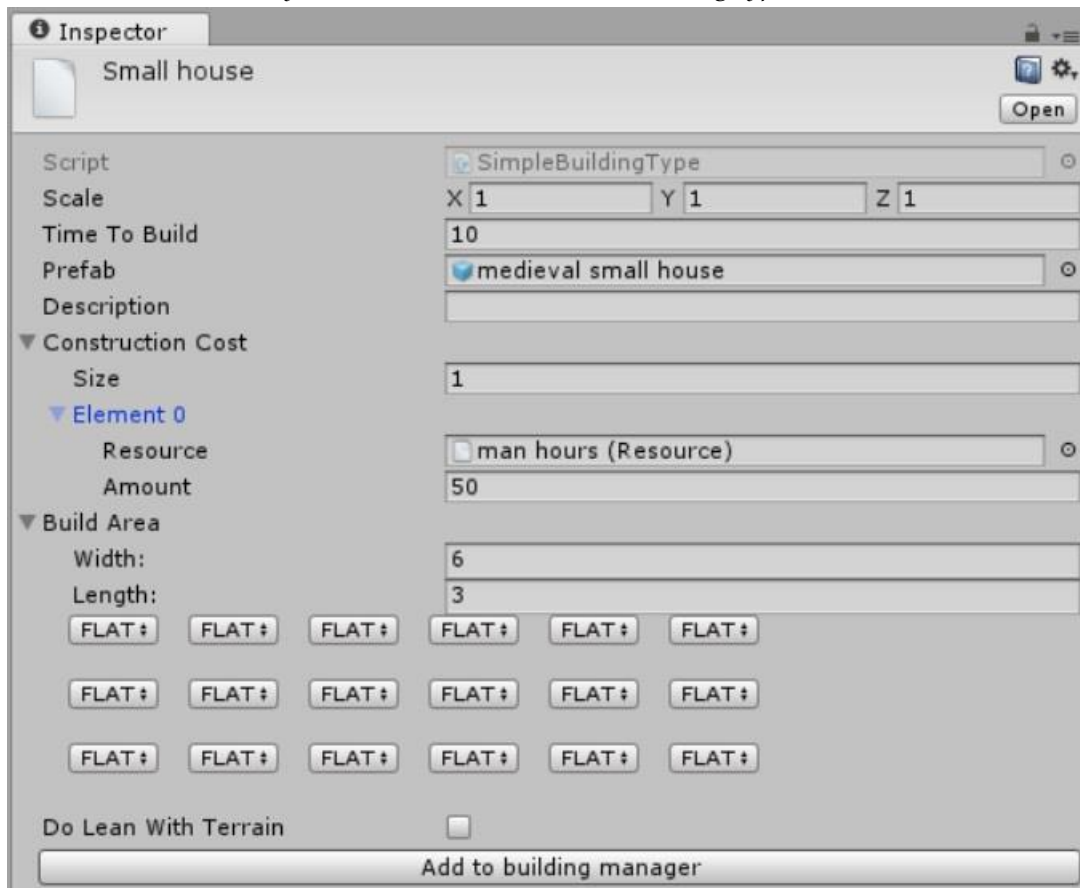 Inspector
Small house
Open
Script SimpleBuildingType
Scale X 1 Y 1 Z 1
Time To Build 10
Prefab medieval small house
Description
Construction Cost
Size 1
Element 0
Resource man hours (Resource)
Amount 50
Build Area
Width: 6
Length: 3
FLAT FLAT FLAT FLAT FLAT FLAT
FLAT FLAT FLAT FLAT FLAT FLAT
FLAT FLAT FLAT FLAT FLAT FLAT
Do Lean With Terrain
Add to building manager